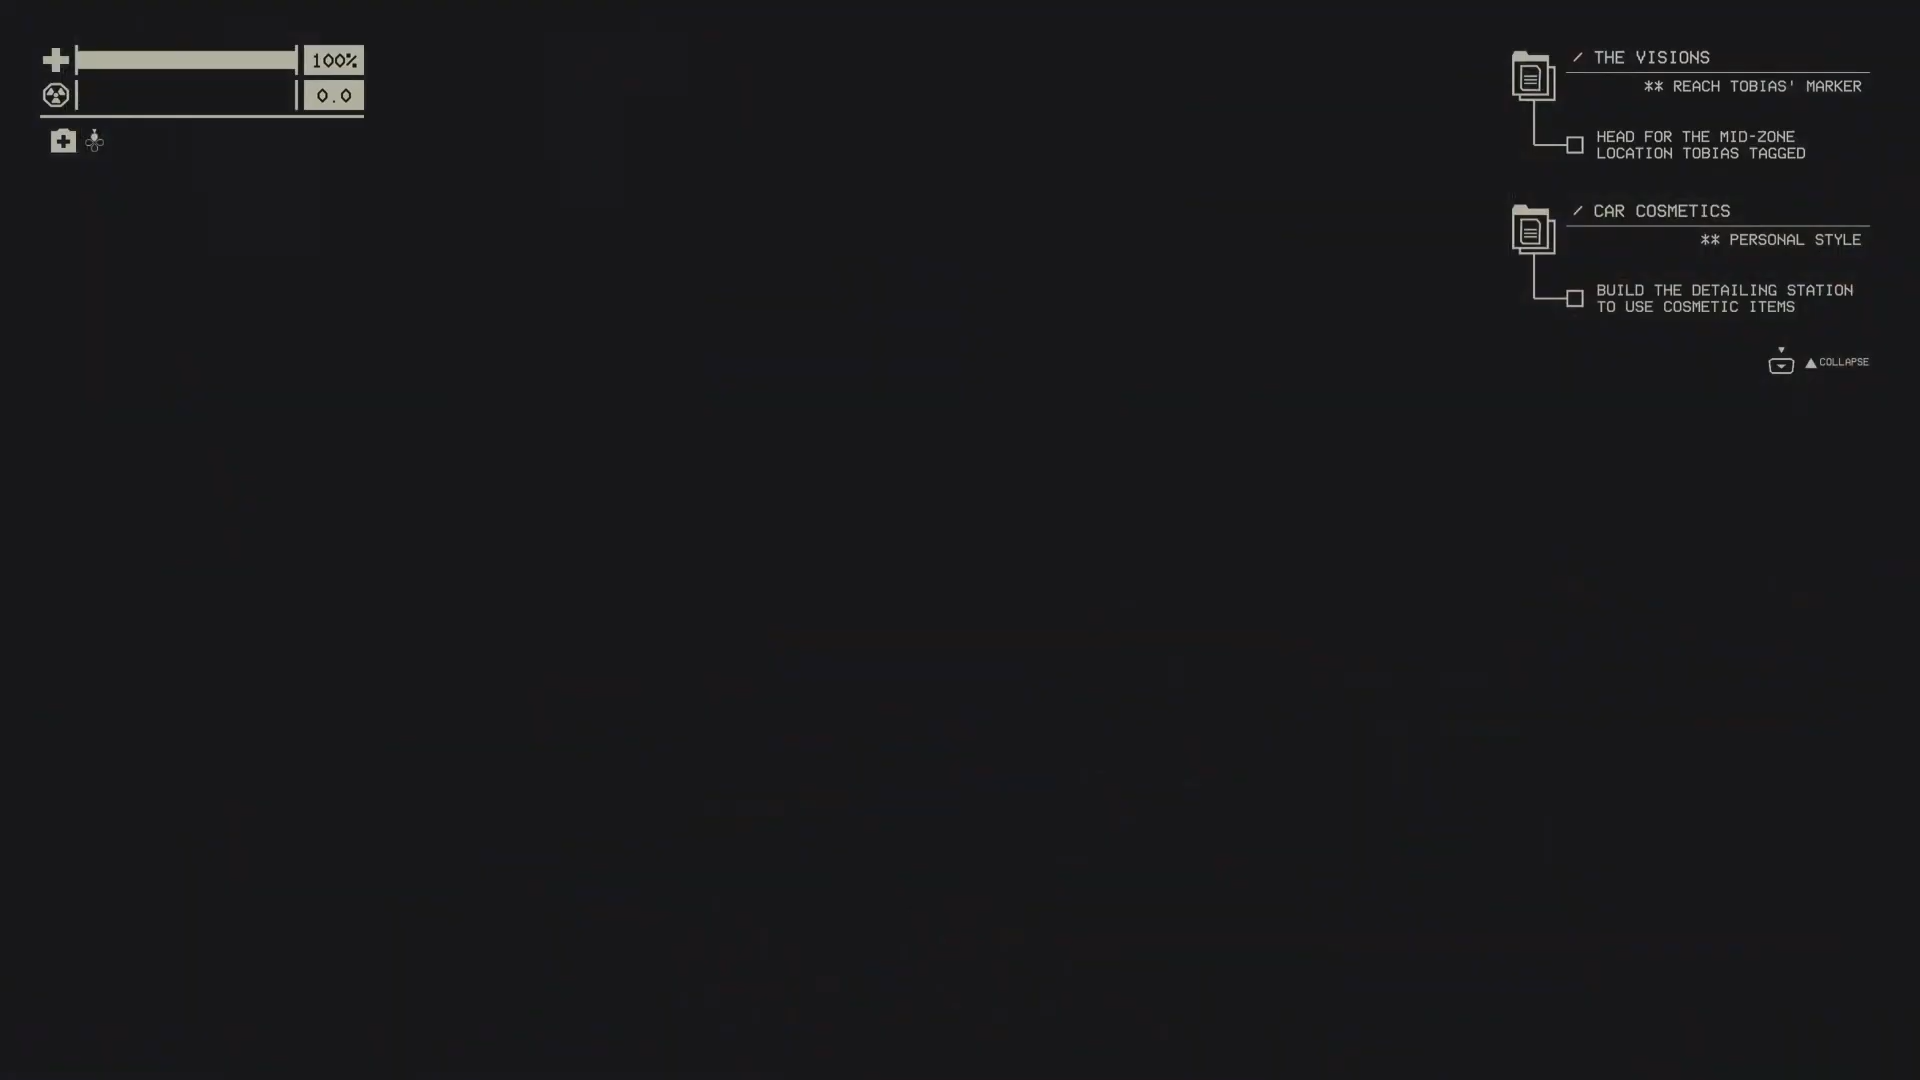 100%
0.0
/ THE VISIONS
** REACH TOBIAS' MARKER
HEAD FOR THE MID-ZONE
LOCATION TOBIAS TAGGED
/ CAR COSMETICS
** PERSONAL STYLE
BUILD THE DETAILING STATION
TO USE COSMETIC ITEMS
COLLAPSE